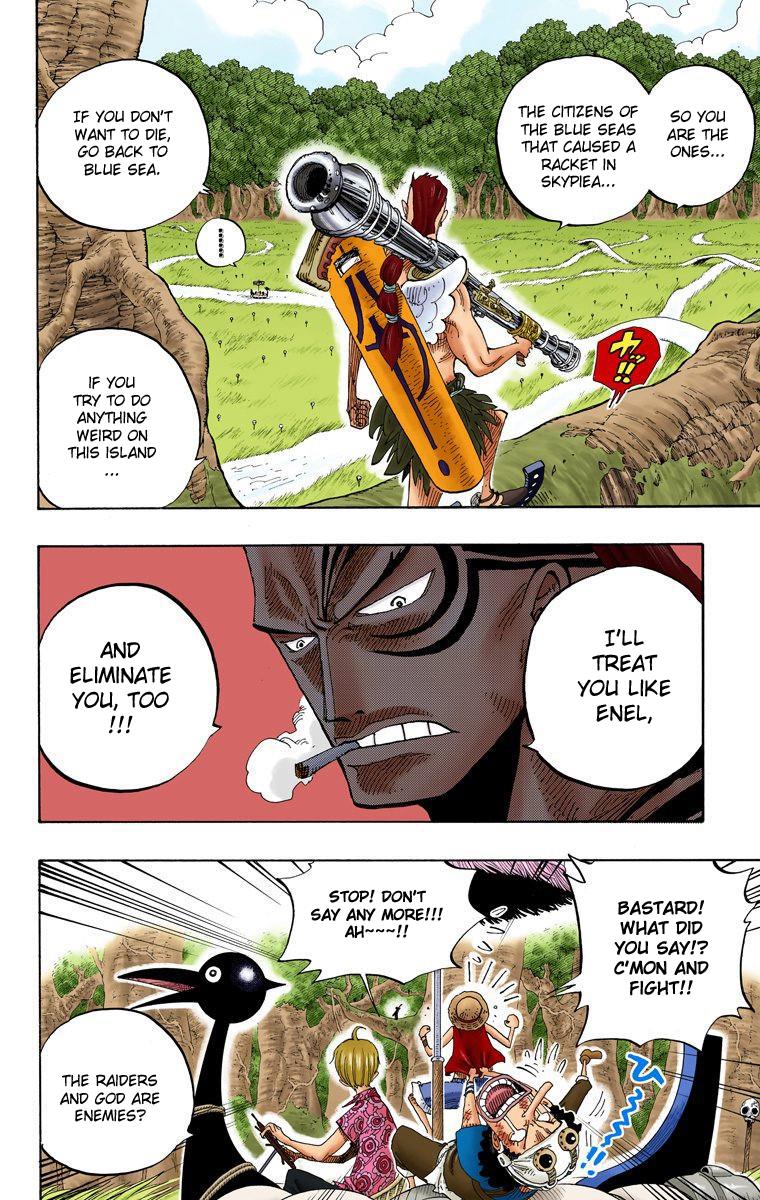 SO YOU
ARE THE
ONES...
THE CITIZENS OF
THE BLUE SEAS
THAT CAUSED A
RACKET IN
SKYPIEA...
IF YOU DON'T
WANT TO DIE,
GO BACK TO
BLUE SEA.
ヤッ!!
IF YOU
TRY TO DO
ANYTHING
WEIRD ON
THIS ISLAND
...
I'LL
TREAT
YOU LIKE
ENEL,
AND
ELIMINATE
YOU, TOO
!!!
BASTARD!
WHAT DID
YOU SAY!?
C'MON AND
FIGHT!!
STOP! DON'T
SAY ANY MORE!!!
AH~~~!!
ひ〜〜!!
THE RAIDERS
AND GOD ARE
ENEMIES?